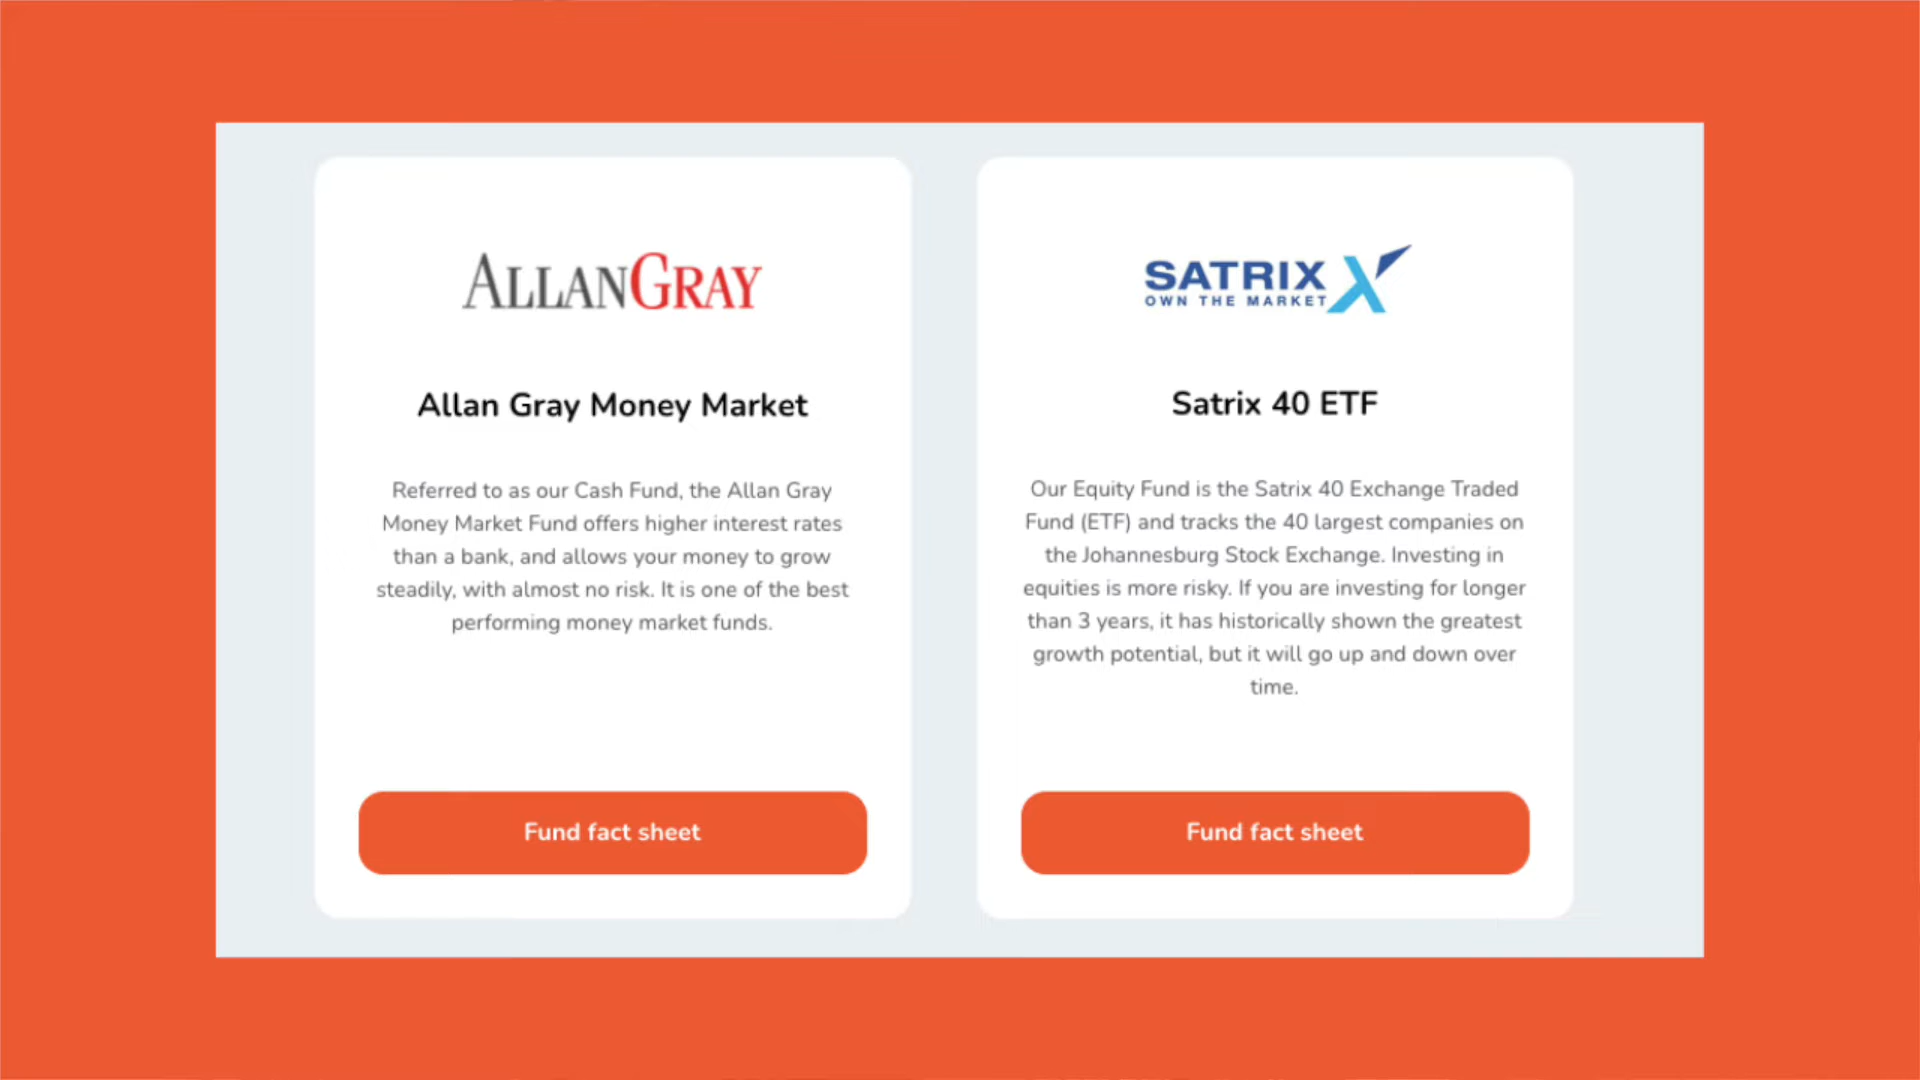 ALLANGRAY
Allan Gray Money Market
Referred to as our Cash Fund, the Allan Gray
Money Market Fund offers higher interest rates
than a bank, and allows your money to grow
steadily, with almost no risk. It is one of the best
performing money market funds.
Fund fact sheet
SATRIX
OWN THE MARKET
Satrix 40 ETF
Our Equity Fund is the Satrix 40 Exchange Traded
Fund (ETF) and tracks the 40 largest companies on
the Johannesburg Stock Exchange. Investing in
equities is more risky. If you are investing for longer
than 3 years, it has historically shown the greatest
growth potential, but it will go up and down over
time.
Fund fact sheet